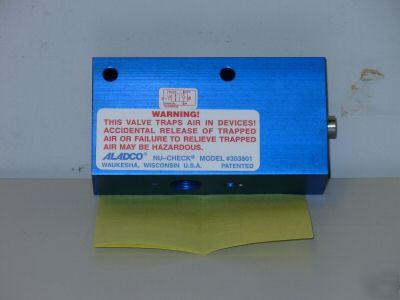 WARNING!
THIS VALVE TRAPS AIR IN DEVICES!
ACCIDENTAL RELEASE OF TRAPPED
AIR OR FAILURE TO RELIEVE TRAPPED
AIR MAY BE HAZARDOUS.
ALADCO® NU-CHECK® MODEL #303801
WAUKESHA, WISCONSIN U.S.A. PATENTED